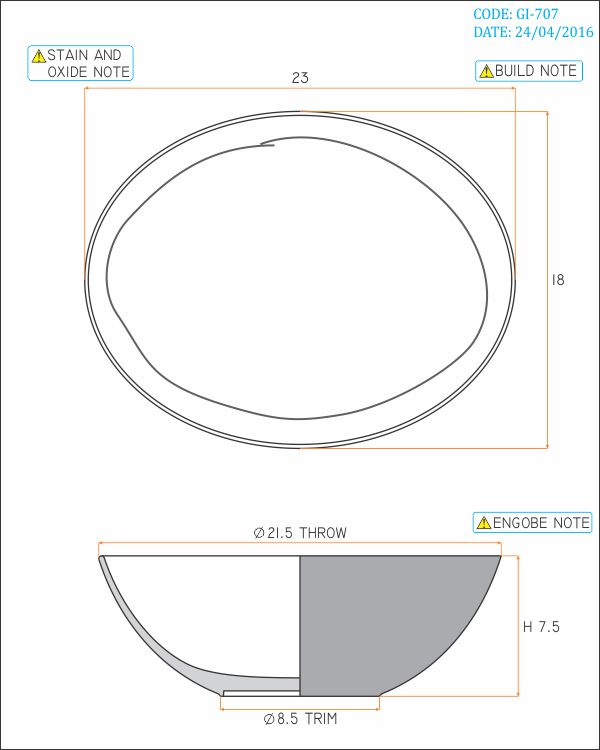 CODE: GI-707
DATE: 24/04/2016
STAIN AND
OXIDE NOTE
BUILD NOTE
23
18
ENGOBE NOTE
Ø21.5 THROW
H 7.5
Ø8.5 TRIM